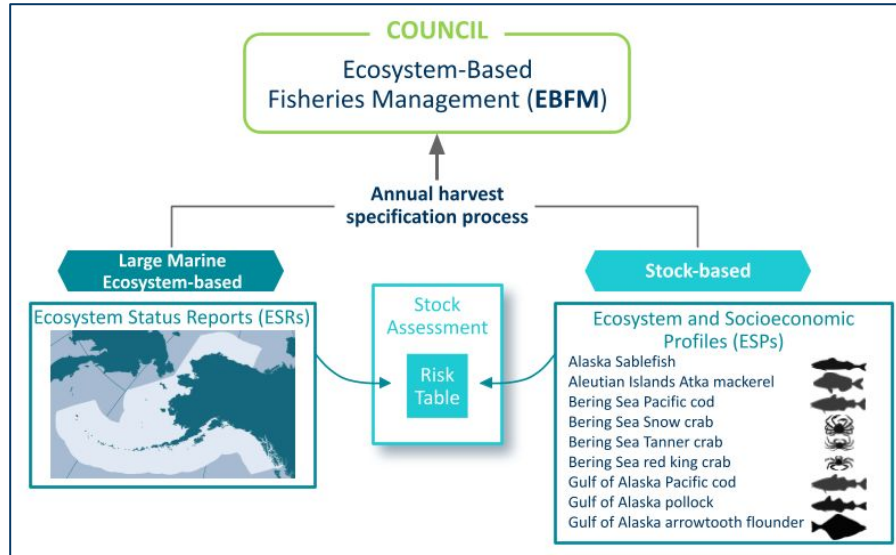 COUNCIL
Ecosystem-Based
Fisheries Management (EBFM)
Annual harvest
specification process
Large Marine
Ecosystem-based
Ecosystem Status Reports (ESRs)
Stock
Assessment
Risk
Table
Stock-based
Ecosystem and Socioeconomic
Profiles (ESPs)
Alaska Sablefish
Aleutian Islands Atka mackerel
Bering Sea Pacific cod
Bering Sea Snow crab
Bering Sea Tanner crab
Bering Sea red king crab
Gulf of Alaska Pacific cod
Gulf of Alaska pollock
Gulf of Alaska arrowtooth flounder